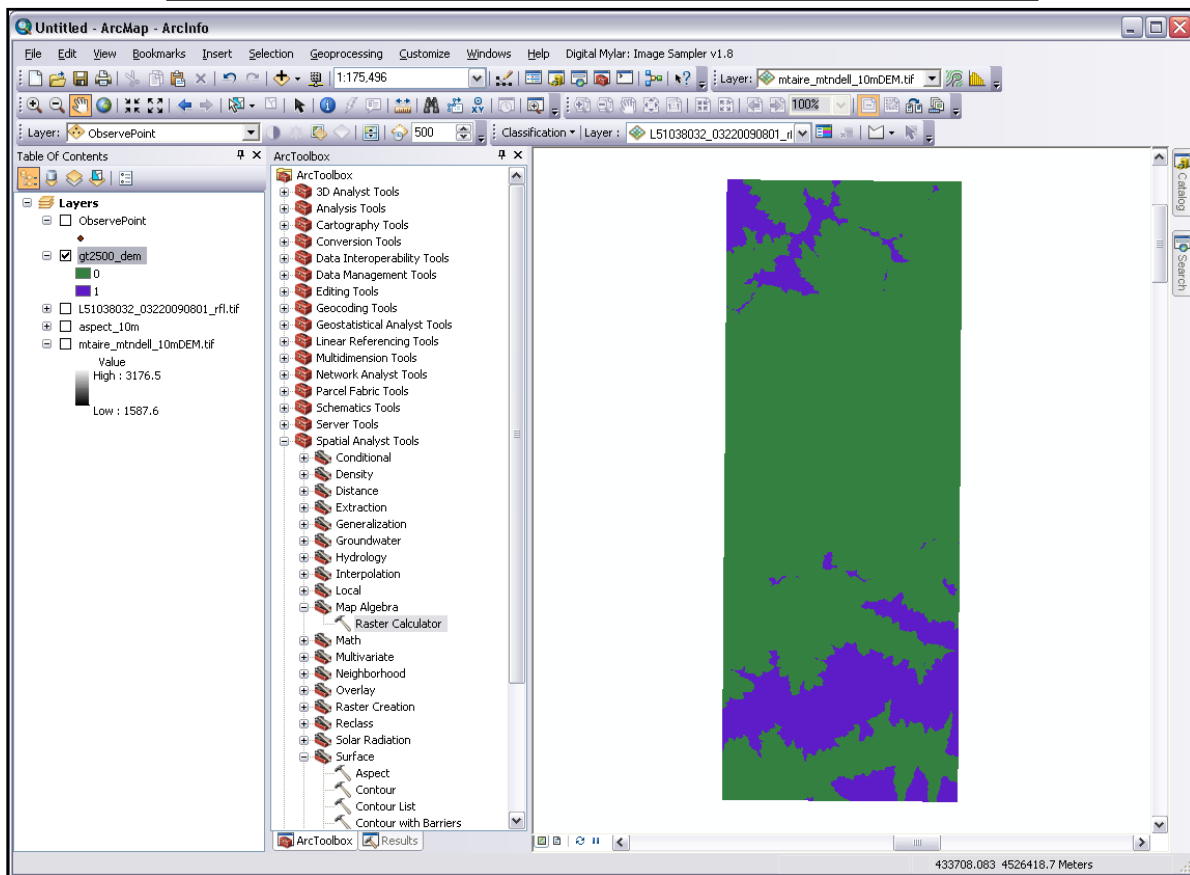 Untitled - ArcMap - ArcInfo
File Edit View Bookmarks Insert Selection Geoprocessing Customize Windows Help Digital Mylar: Image Sampler v1.8
1:175,496
Layer: mtaire_mtndell_10mDEM.tif
100%
Layer: ObservePoint
500
Classification Layer : L51038032_03220090801_rl
Table Of Contents
Layers
ObservePoint
gt2500_dem
0
1
L51038032_03220090801_rfl.tif
aspect_10m
mtaire_mtndell_10mDEM.tif
Value
High : 3176.5
Low : 1587.6
ArcToolbox
ArcToolbox
3D Analyst Tools
Analysis Tools
Cartography Tools
Conversion Tools
Data Interoperability Tools
Data Management Tools
Editing Tools
Geocoding Tools
Geostatistical Analyst Tools
Linear Referencing Tools
Multidimension Tools
Network Analyst Tools
Parcel Fabric Tools
Schematics Tools
Server Tools
Spatial Analyst Tools
Conditional
Density
Distance
Extraction
Generalization
Groundwater
Hydrology
Interpolation
Local
Map Algebra
Raster Calculator
Math
Multivariate
Neighborhood
Overlay
Raster Creation
Reclass
Solar Radiation
Surface
Aspect
Contour
Contour List
Contour with Barriers
ArcToolbox Results
Catalog
Search
433708.083 4526418.7 Meters